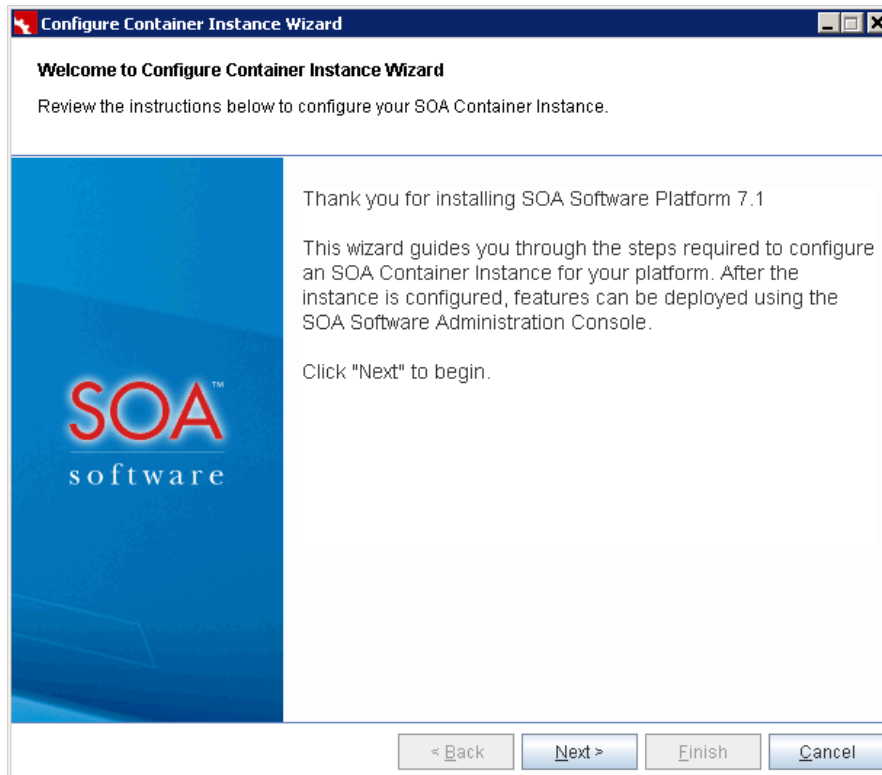 Configure Container Instance Wizard
Welcome to Configure Container Instance Wizard
Review the instructions below to configure your SOA Container Instance.
Thank you for installing SOA Software Platform 7.1
This wizard guides you through the steps required to configure
an SOA Container Instance for your platform. After the
instance is configured, features can be deployed using the
SOA Software Administration Console.
Click "Next" to begin.
SOA™
software
< Back
Next >
Finish
Cancel